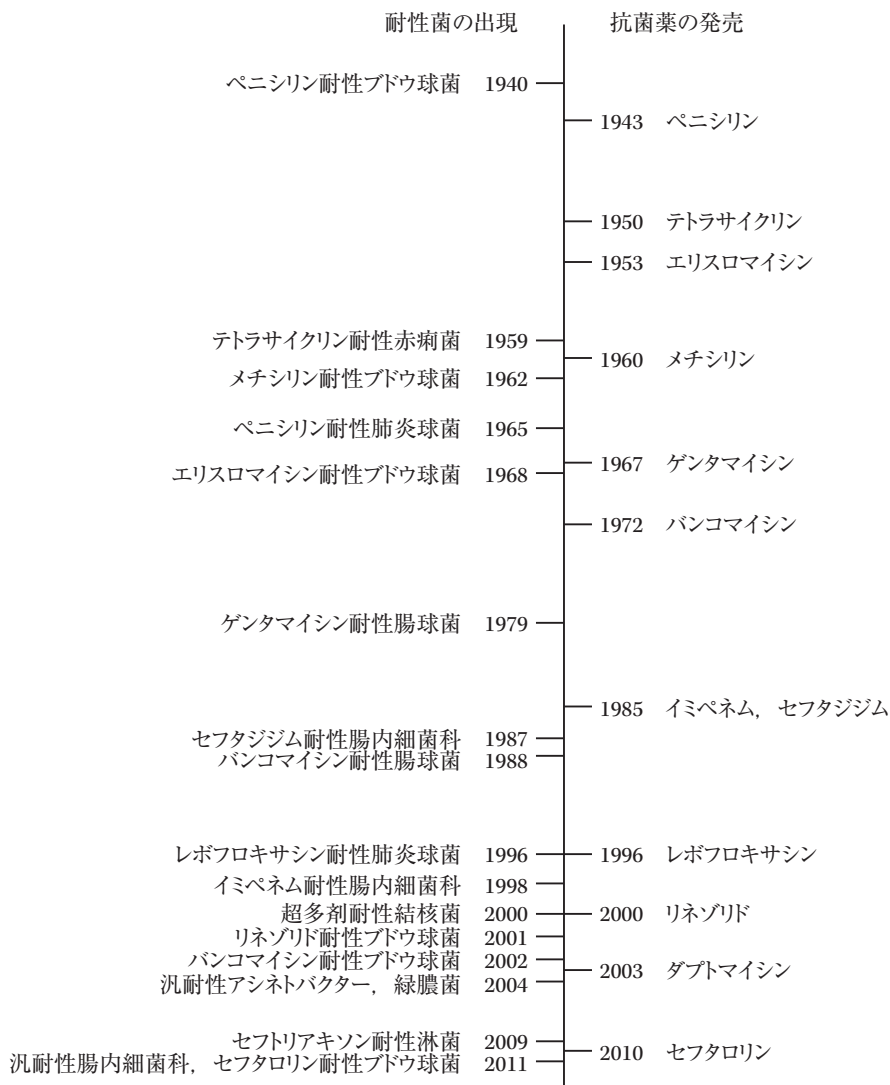 耐性菌の出現 抗菌薬の発売
ペニシリン耐性ブドウ球菌 1940
1943 ペニシリン
1950 テトラサイクリン
1953 エリスロマイシン
テトラサイクリン耐性赤痢菌 1959
1960 メチシリン
メチシリン耐性ブドウ球菌 1962
ペニシリン耐性肺炎球菌 1965
1967 ゲンタマイシン
エリスロマイシン耐性ブドウ球菌 1968
1972 バンコマイシン
ゲンタマイシン耐性腸球菌 1979
1985 イミペネム，セフタジジム
セフタジジム耐性腸内細菌科 1987
バンコマイシン耐性腸球菌 1988
レボフロキサシン耐性肺炎球菌 1996 1996 レボフロキサシン
イミペネム耐性腸内細菌科 1998
超多剤耐性結核菌 2000 2000 リネゾリド
リネゾリド耐性ブドウ球菌 2001
バンコマイシン耐性ブドウ球菌 2002
2003 ダプトマイシン
汎耐性アシネトバクター，緑膿菌 2004
セフトリアキソン耐性淋菌 2009
2010 セフタロリン
汎耐性腸内細菌科，セフタロリン耐性ブドウ球菌 2011